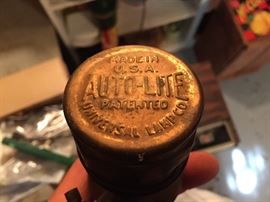 MADE IN
U.S.A.
AUTO-LITE
PATENTED
UNIVERSAL LAMP CO.